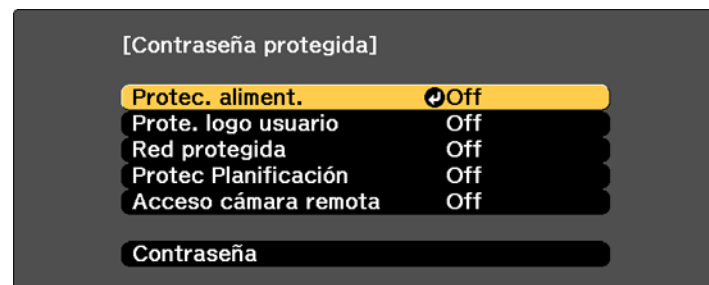 [Contraseña protegida]
Protec. aliment. Off
Prote. logo usuario Off
Red protegida Off
Protec Planificación Off
Acceso cámara remota Off
Contraseña